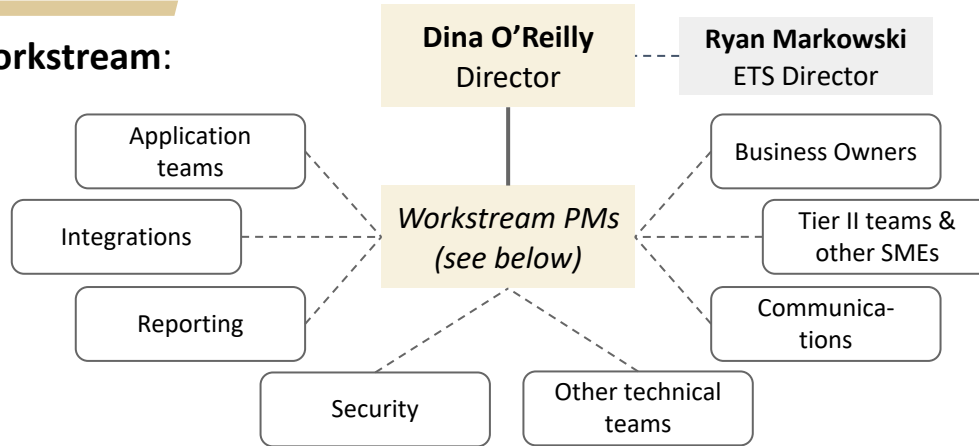 orkstream:
Dina O’Reilly
Director
Ryan Markowski
ETS Director
Application
teams
Business Owners
Workstream PMs
(see below)
Integrations
Tier II teams &
other SMEs
Reporting
Communica-
tions
Security
Other technical
teams